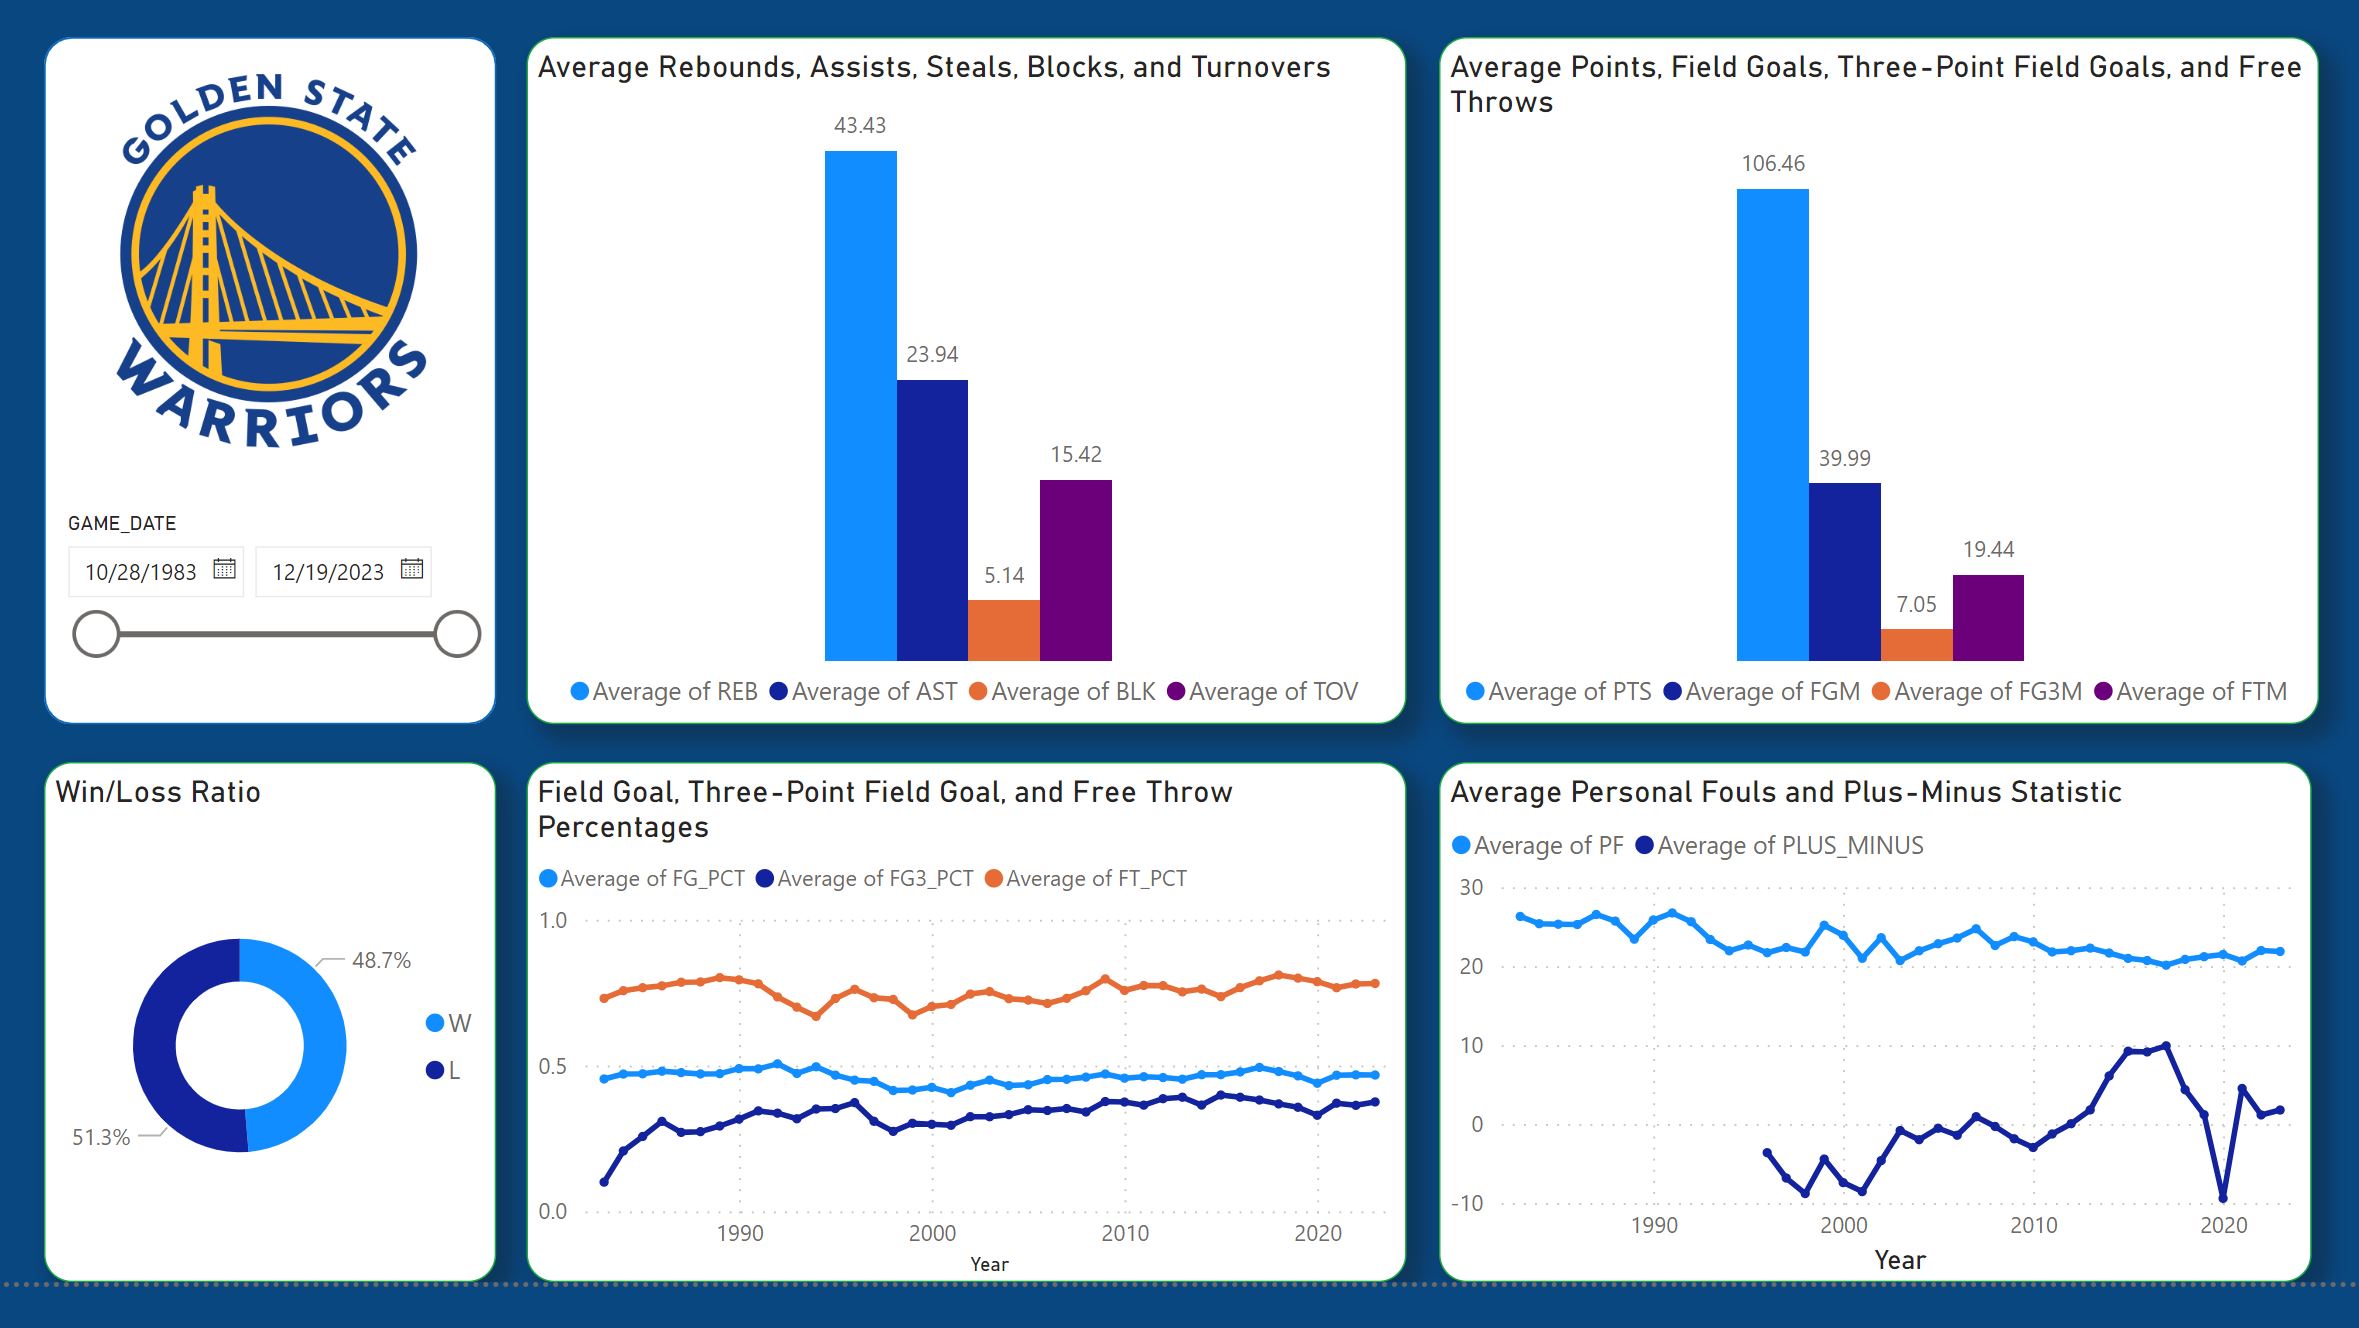 GOLDEN STATE
WARRIORS
GAME_DATE
10/28/1983
12/19/2023
Average Rebounds, Assists, Steals, Blocks, and Turnovers
43.43
23.94
5.14
15.42
Average of REB Average of AST Average of BLK Average of TOV
Average Points, Field Goals, Three-Point Field Goals, and Free
Throws
106.46
39.99
7.05
19.44
Average of PTS Average of FGM Average of FG3M Average of FTM
Win/Loss Ratio
48.7%
51.3%
W
L
Field Goal, Three-Point Field Goal, and Free Throw
Percentages
Average of FG_PCT Average of FG3_PCT Average of FT_PCT
1.0
0.5
0.0
1990 2000 2010 2020
Year
Average Personal Fouls and Plus-Minus Statistic
Average of PF Average of PLUS_MINUS
30
20
10
0
-10
1990 2000 2010 2020
Year